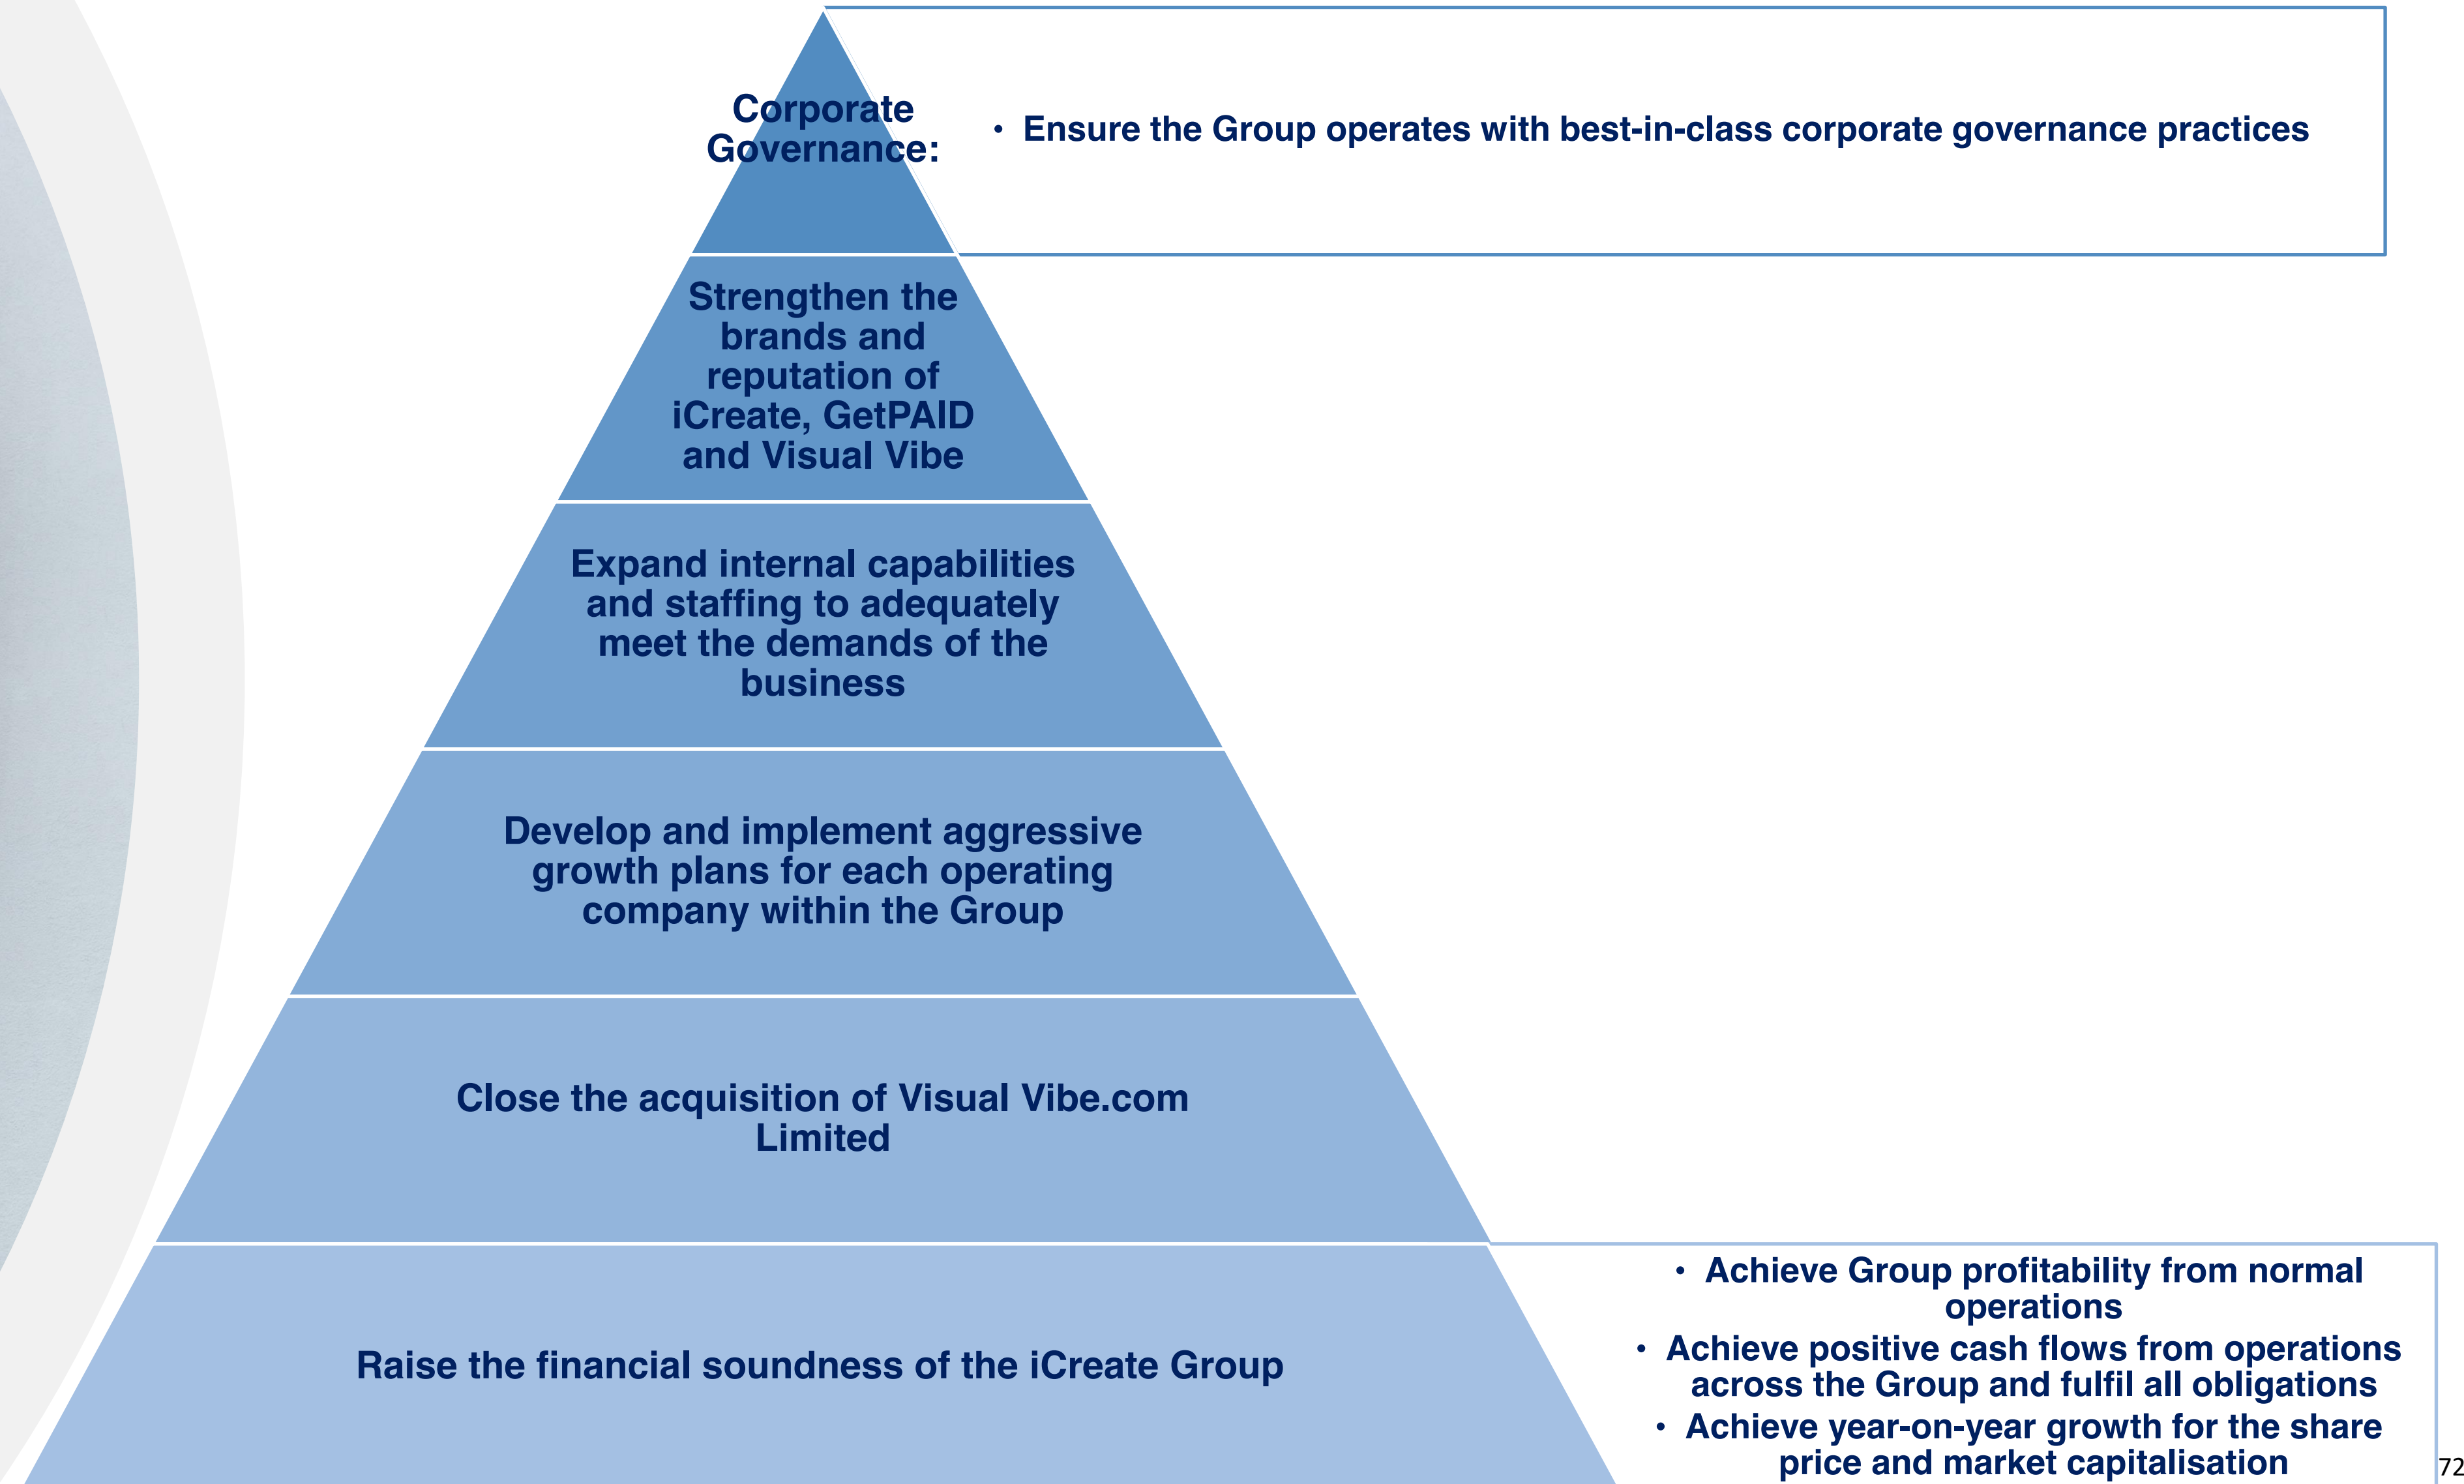 Corporate
Governance:
• Ensure the Group operates with best-in-class corporate governance practices
Strengthen the
brands and
reputation of
iCreate, GetPAID
and Visual Vibe
Expand internal capabilities
and staffing to adequately
meet the demands of the
business
Develop and implement aggressive
growth plans for each operating
company within the Group
Close the acquisition of Visual Vibe.com
Limited
Raise the financial soundness of the iCreate Group
• Achieve Group profitability from normal
operations
• Achieve positive cash flows from operations
across the Group and fulfil all obligations
• Achieve year-on-year growth for the share
price and market capitalisation
72